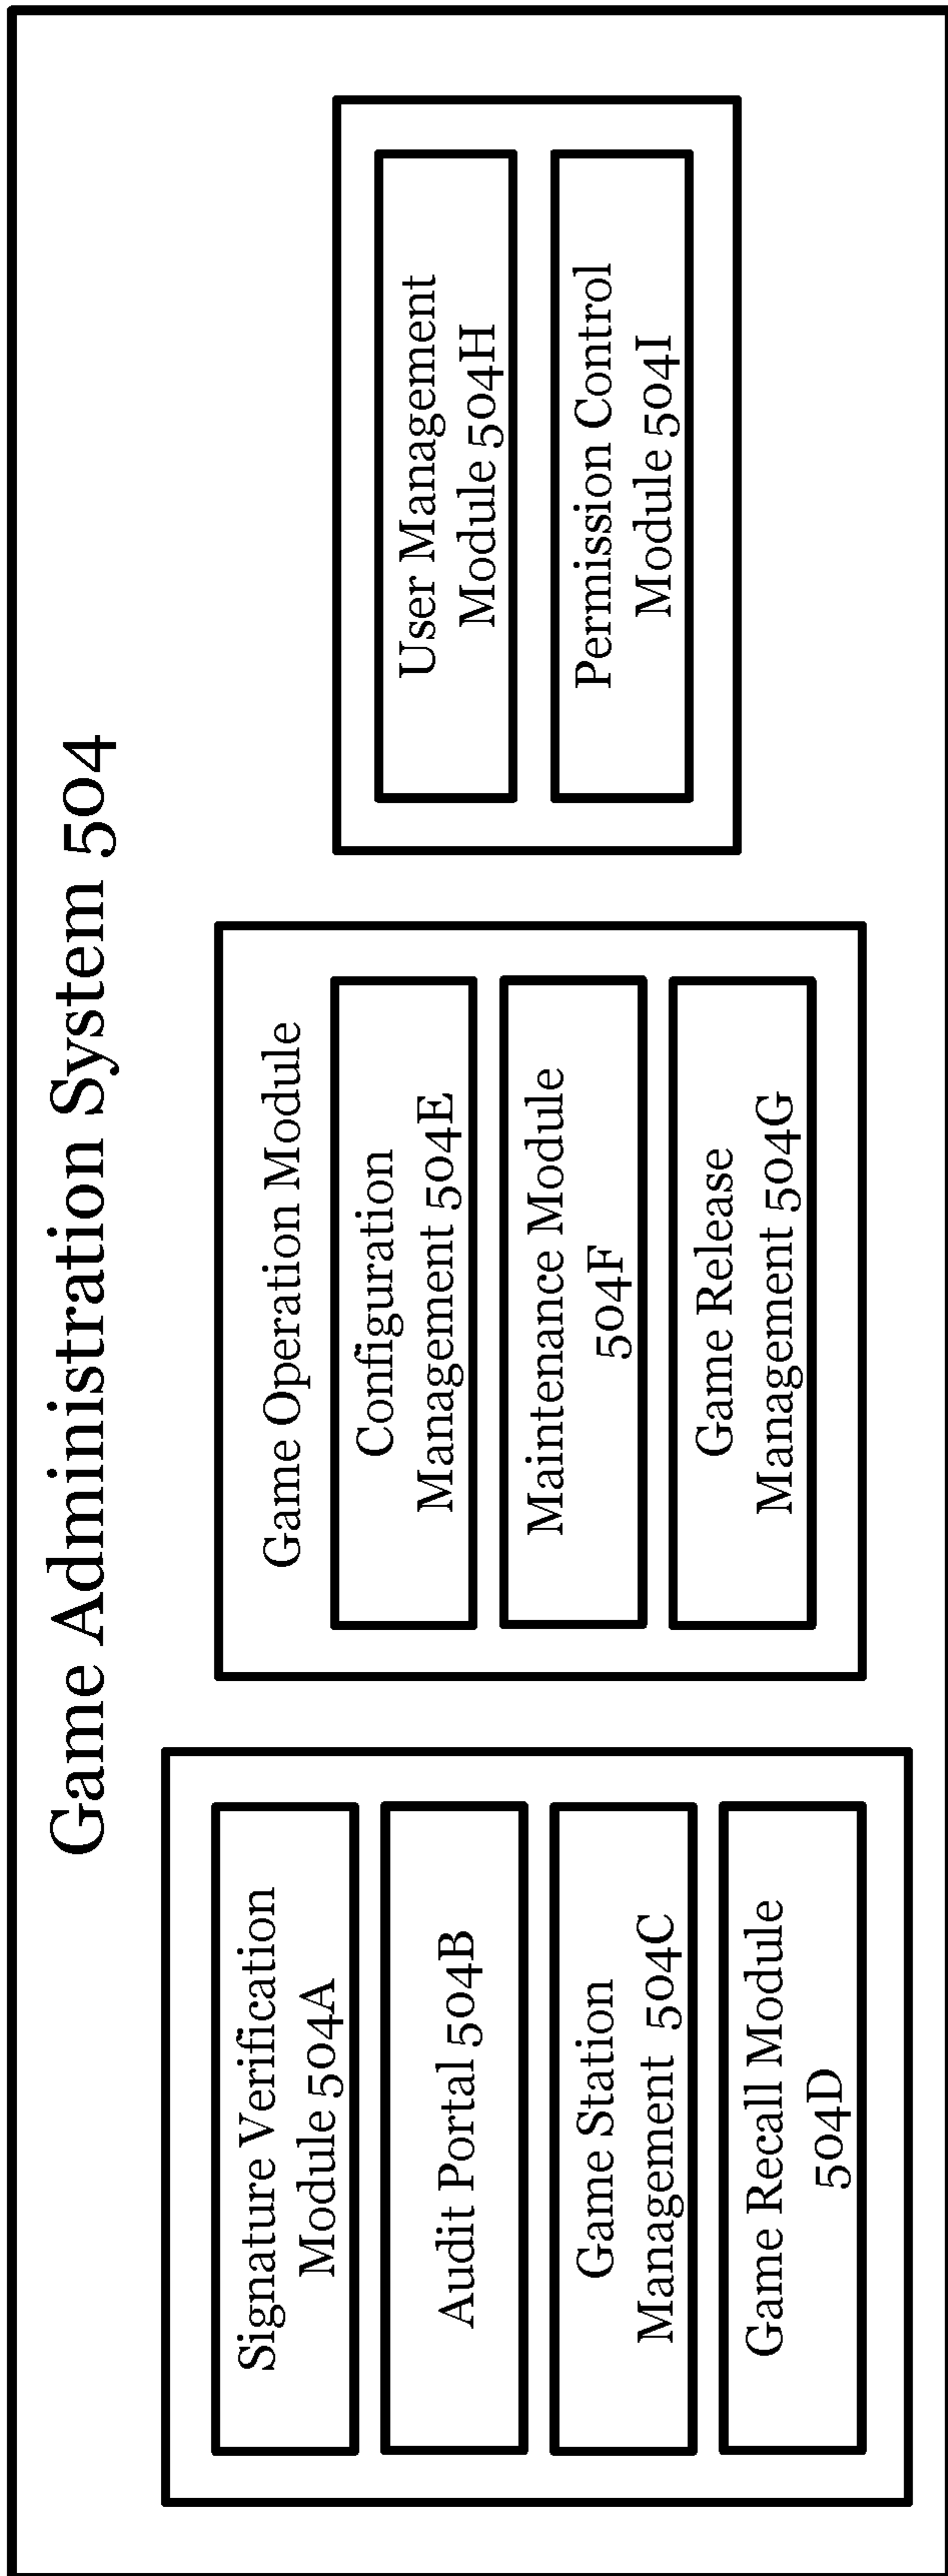 Game Administration System 504
Signature Verification
Module 504A
Audit Portal 504B
Game Station
Management 504C
Game Recall Module
504D
Game Operation Module
Configuration
Management 504E
Maintenance Module
504F
Game Release
Management 504G
User Management
Module 504H
Permission Control
Module 504I